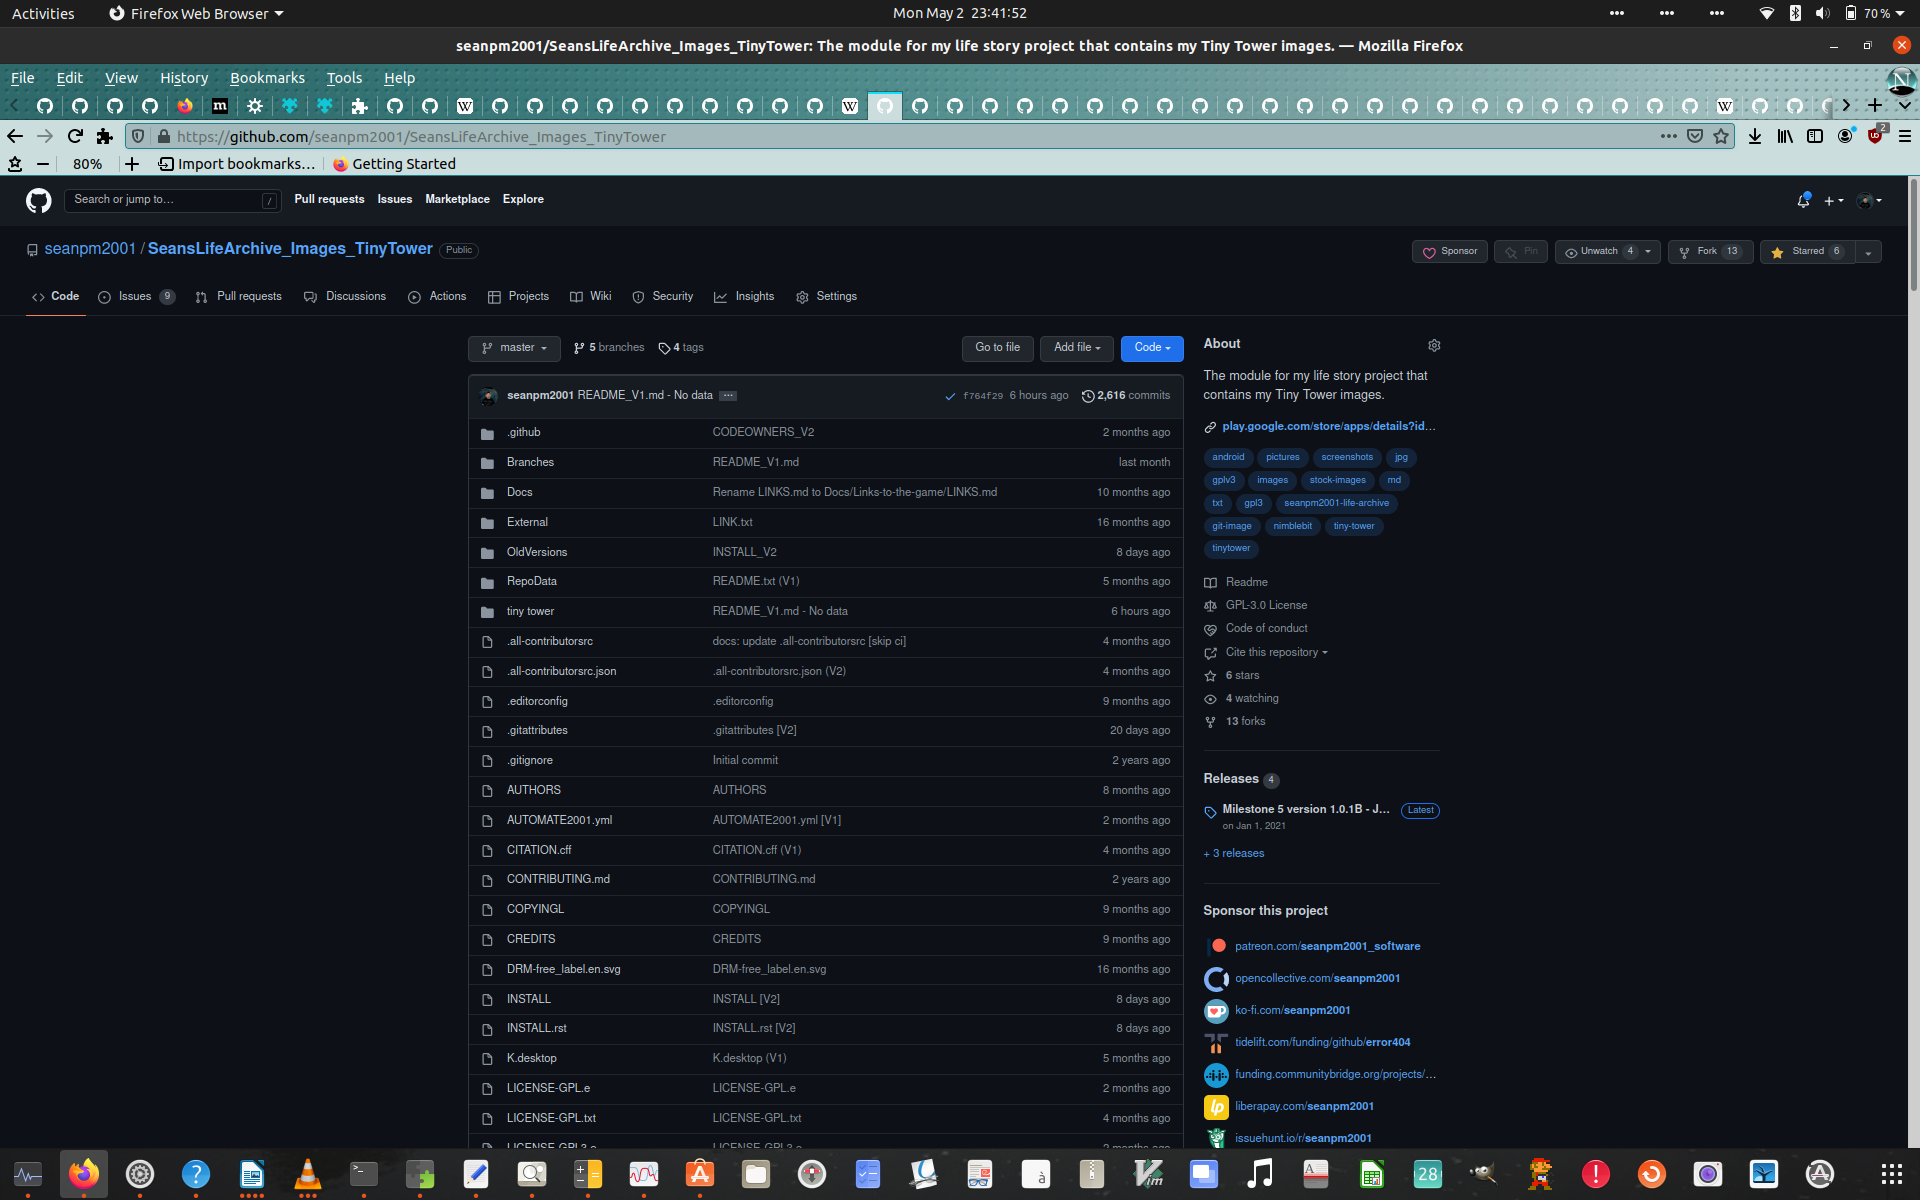 Activities
Firefox Web Browser
Mon May 2 23:41:52
70 %
seanpm2001/SeansLifeArchive_Images_TinyTower: The module for my life story project that contains my Tiny Tower images. — Mozilla Firefox
File Edit View History Bookmarks Tools Help
https://github.com/seanpm2001/SeansLifeArchive_Images_TinyTower
2
80%
Import bookmarks...
Getting Started
Search or jump to…
/
Pull requests Issues Marketplace Explore
seanpm2001 / SeansLifeArchive_Images_TinyTower Public
Sponsor Pin Unwatch 4 Fork 13 Starred 6
Code Issues 9 Pull requests Discussions Actions Projects Wiki Security Insights Settings
master 5 branches 4 tags Go to file Add file Code
seanpm2001 README_V1.md - No data ... f764f29 6 hours ago 2,616 commits
.github CODEOWNERS_V2 2 months ago
Branches README_V1.md last month
Docs Rename LINKS.md to Docs/Links-to-the-game/LINKS.md 10 months ago
External LINK.txt 16 months ago
OldVersions INSTALL_V2 8 days ago
RepoData README.txt (V1) 5 months ago
tiny tower README_V1.md - No data 6 hours ago
.all-contributorsrc docs: update .all-contributorsrc [skip ci] 4 months ago
.all-contributorsrc.json .all-contributorsrc.json (V2) 4 months ago
.editorconfig .editorconfig 9 months ago
.gitattributes .gitattributes [V2] 20 days ago
.gitignore Initial commit 2 years ago
AUTHORS AUTHORS 8 months ago
AUTOMATE2001.yml AUTOMATE2001.yml [V1] 2 months ago
CITATION.cff CITATION.cff (V1) 4 months ago
CONTRIBUTING.md CONTRIBUTING.md 2 years ago
COPYINGL COPYINGL 9 months ago
CREDITS CREDITS 9 months ago
DRM-free_label.en.svg DRM-free_label.en.svg 16 months ago
INSTALL INSTALL [V2] 8 days ago
INSTALL.rst INSTALL.rst [V2] 8 days ago
K.desktop K.desktop (V1) 5 months ago
LICENSE-GPL.e LICENSE-GPL.e 2 months ago
LICENSE-GPL.txt LICENSE-GPL.txt 4 months ago
About
The module for my life story project that
contains my Tiny Tower images.
play.google.com/store/apps/details?id...
android pictures screenshots jpg
gplv3 images stock-images md
txt gpl3 seanpm2001-life-archive
git-image nimblebit tiny-tower
tinytower
Readme
GPL-3.0 License
Code of conduct
Cite this repository
6 stars
4 watching
13 forks
Releases 4
Milestone 5 version 1.0.1B - J... Latest
on Jan 1, 2021
+ 3 releases
Sponsor this project
patreon.com/seanpm2001_software
opencollective.com/seanpm2001
ko-fi.com/seanpm2001
tidelift.com/funding/github/error404
funding.communitybridge.org/projects/...
liberapay.com/seanpm2001
issuehunt.io/r/seanpm2001
28